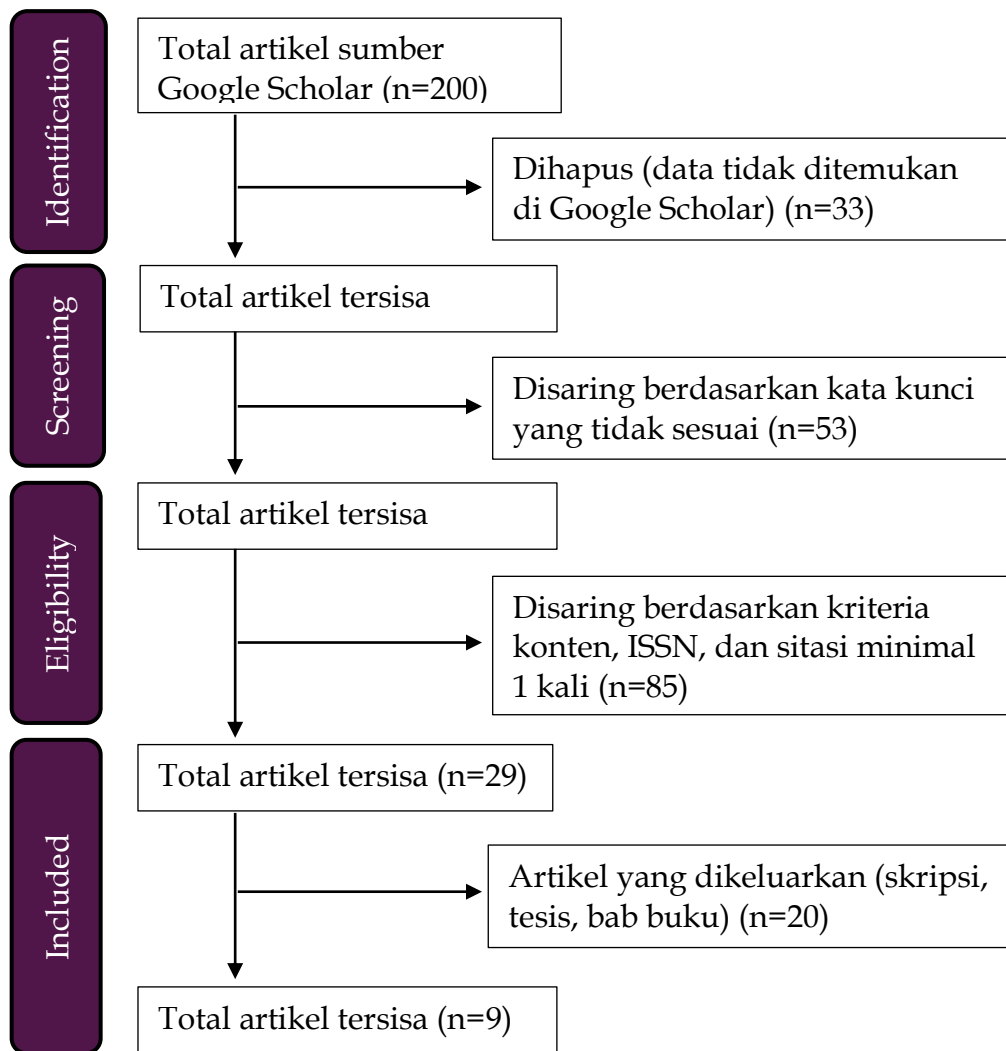 Identification
Total artikel sumber
Google Scholar (n=200)
Dihapus (data tidak ditemukan
di Google Scholar) (n=33)
Screening
Total artikel tersisa
Disaring berdasarkan kata kunci
yang tidak sesuai (n=53)
Eligibility
Total artikel tersisa
Disaring berdasarkan kriteria
konten, ISSN, dan sitasi minimal
1 kali (n=85)
Included
Total artikel tersisa (n=29)
Artikel yang dikeluarkan (skripsi,
tesis, bab buku) (n=20)
Total artikel tersisa (n=9)